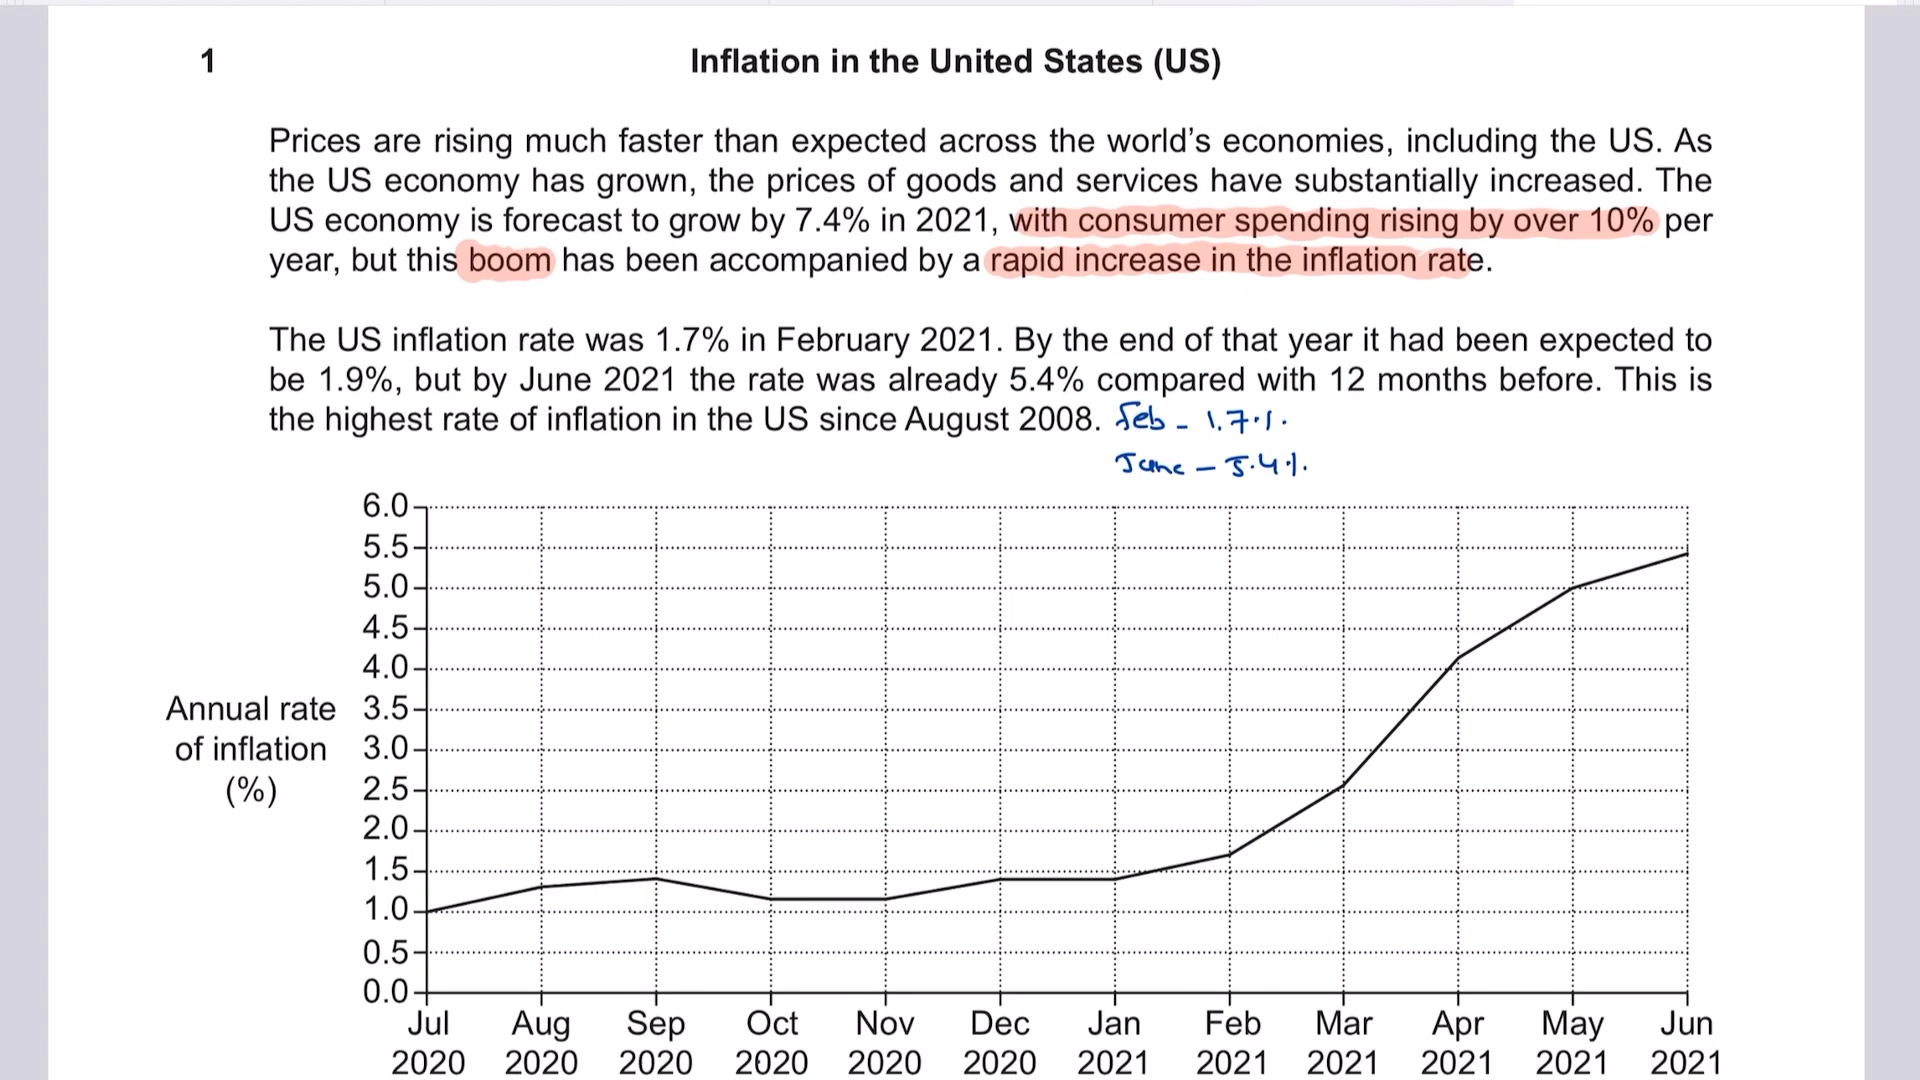 1 Inflation in the United States (US)
Prices are rising much faster than expected across the world's economies, including the US. As
the US economy has grown, the prices of goods and services have substantially increased. The
US economy is forecast to grow by 7.4% in 2021, with consumer spending rising by over 10% per
year, but this boom has been accompanied by a rapid increase in the inflation rate.
The US inflation rate was 1.7% in February 2021. By the end of that year it had been expected to
be 1.9%, but by June 2021 the rate was already 5.4% compared with 12 months before. This is
the highest rate of inflation in the US since August 2008. Feb - 1.7%.
June - 5.4%.
6.0
5.5
5.0
4.5
4.0
Annual rate 3.5
of inflation 3.0
(%) 2.5
2.0
1.5
1.0
0.5
0.0
Jul Aug Sep Oct Nov Dec Jan Feb Mar Apr May Jun
2020 2020 2020 2020 2020 2020 2021 2021 2021 2021 2021 2021